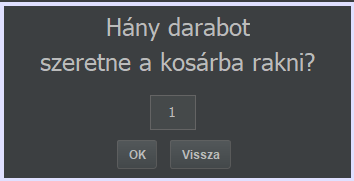 Hány darabot
szeretne a kosárba rakni?
1
OK Vissza